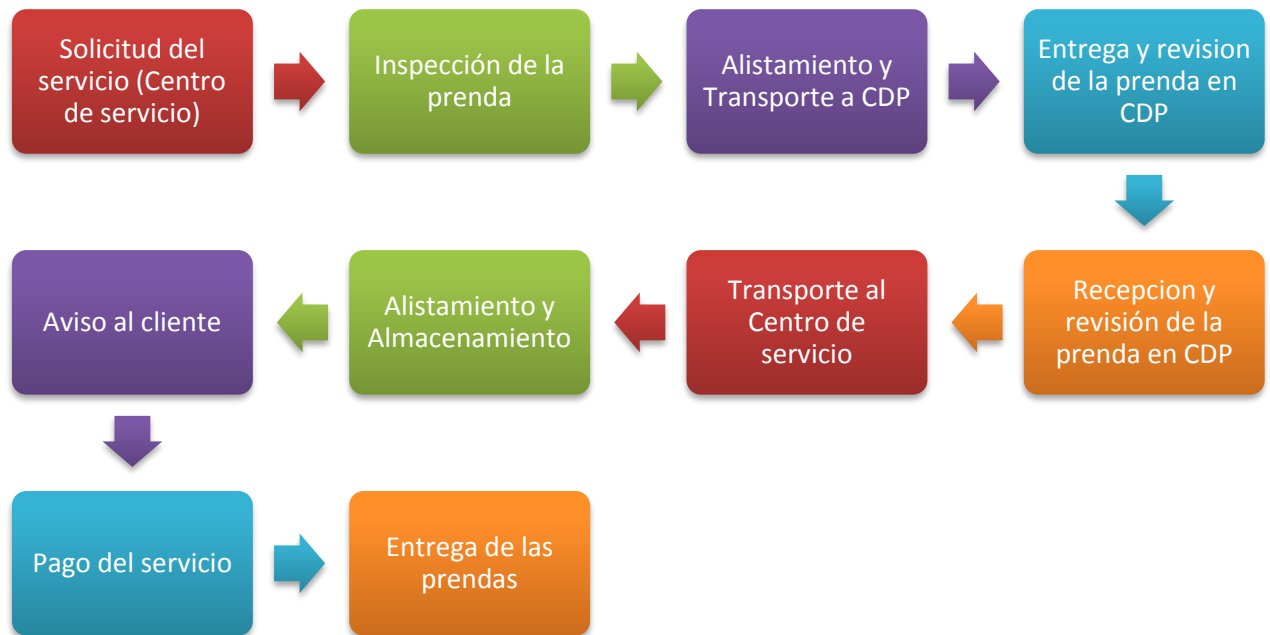 Solicitud del
servicio (Centro
de servicio)
Inspección de la
prenda
Alistamiento y
Transporte a CDP
Entrega y revision
de la prenda en
CDP
Recepcion y
revisión de la
prenda en CDP
Transporte al
Centro de
servicio
Alistamiento y
Almacenamiento
Aviso al cliente
Pago del servicio
Entrega de las
prendas